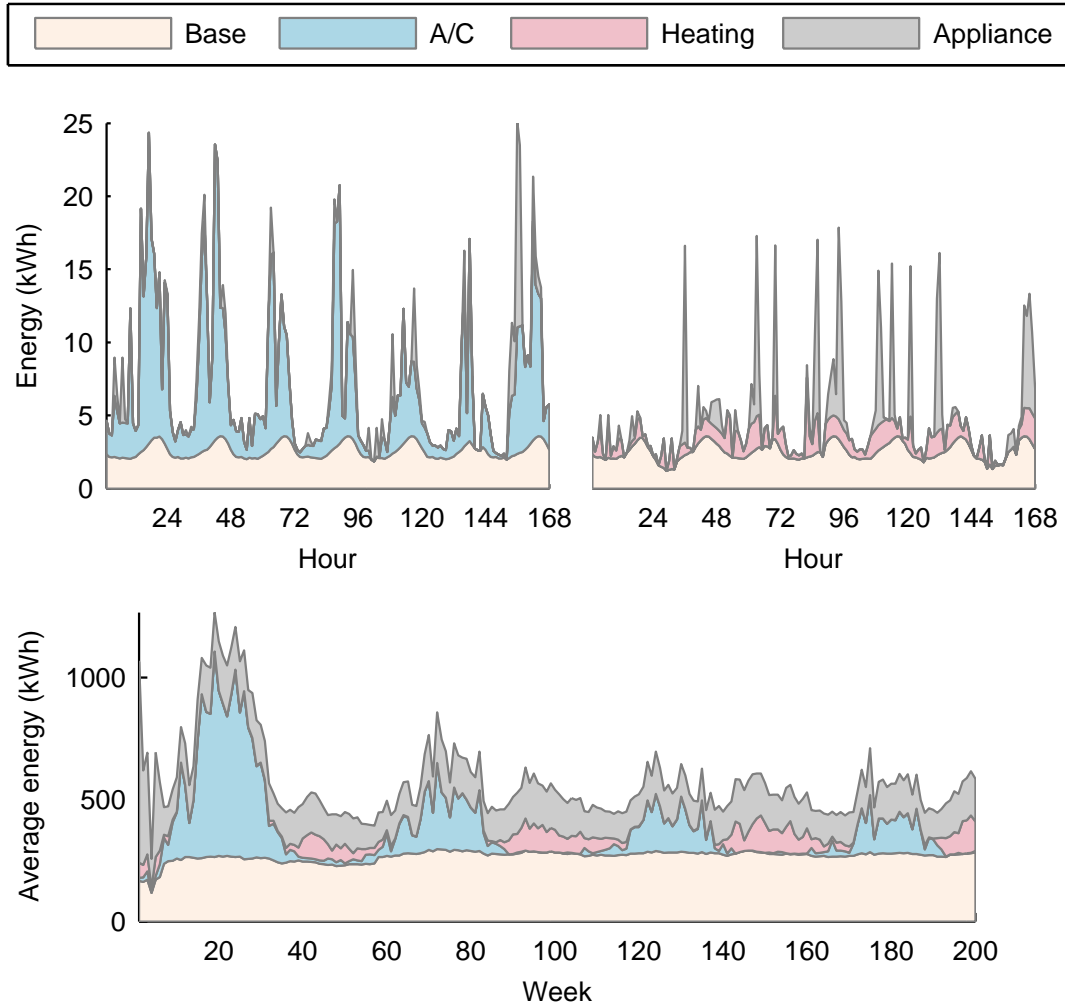 Base A/C Heating Appliance
25
20
15
10
5
0
Energy (kWh)
24 48 72 96 120 144 168
Hour
24 48 72 96 120 144 168
Hour
1000
500
0
Average energy (kWh)
20 40 60 80 100 120 140 160 180 200
Week